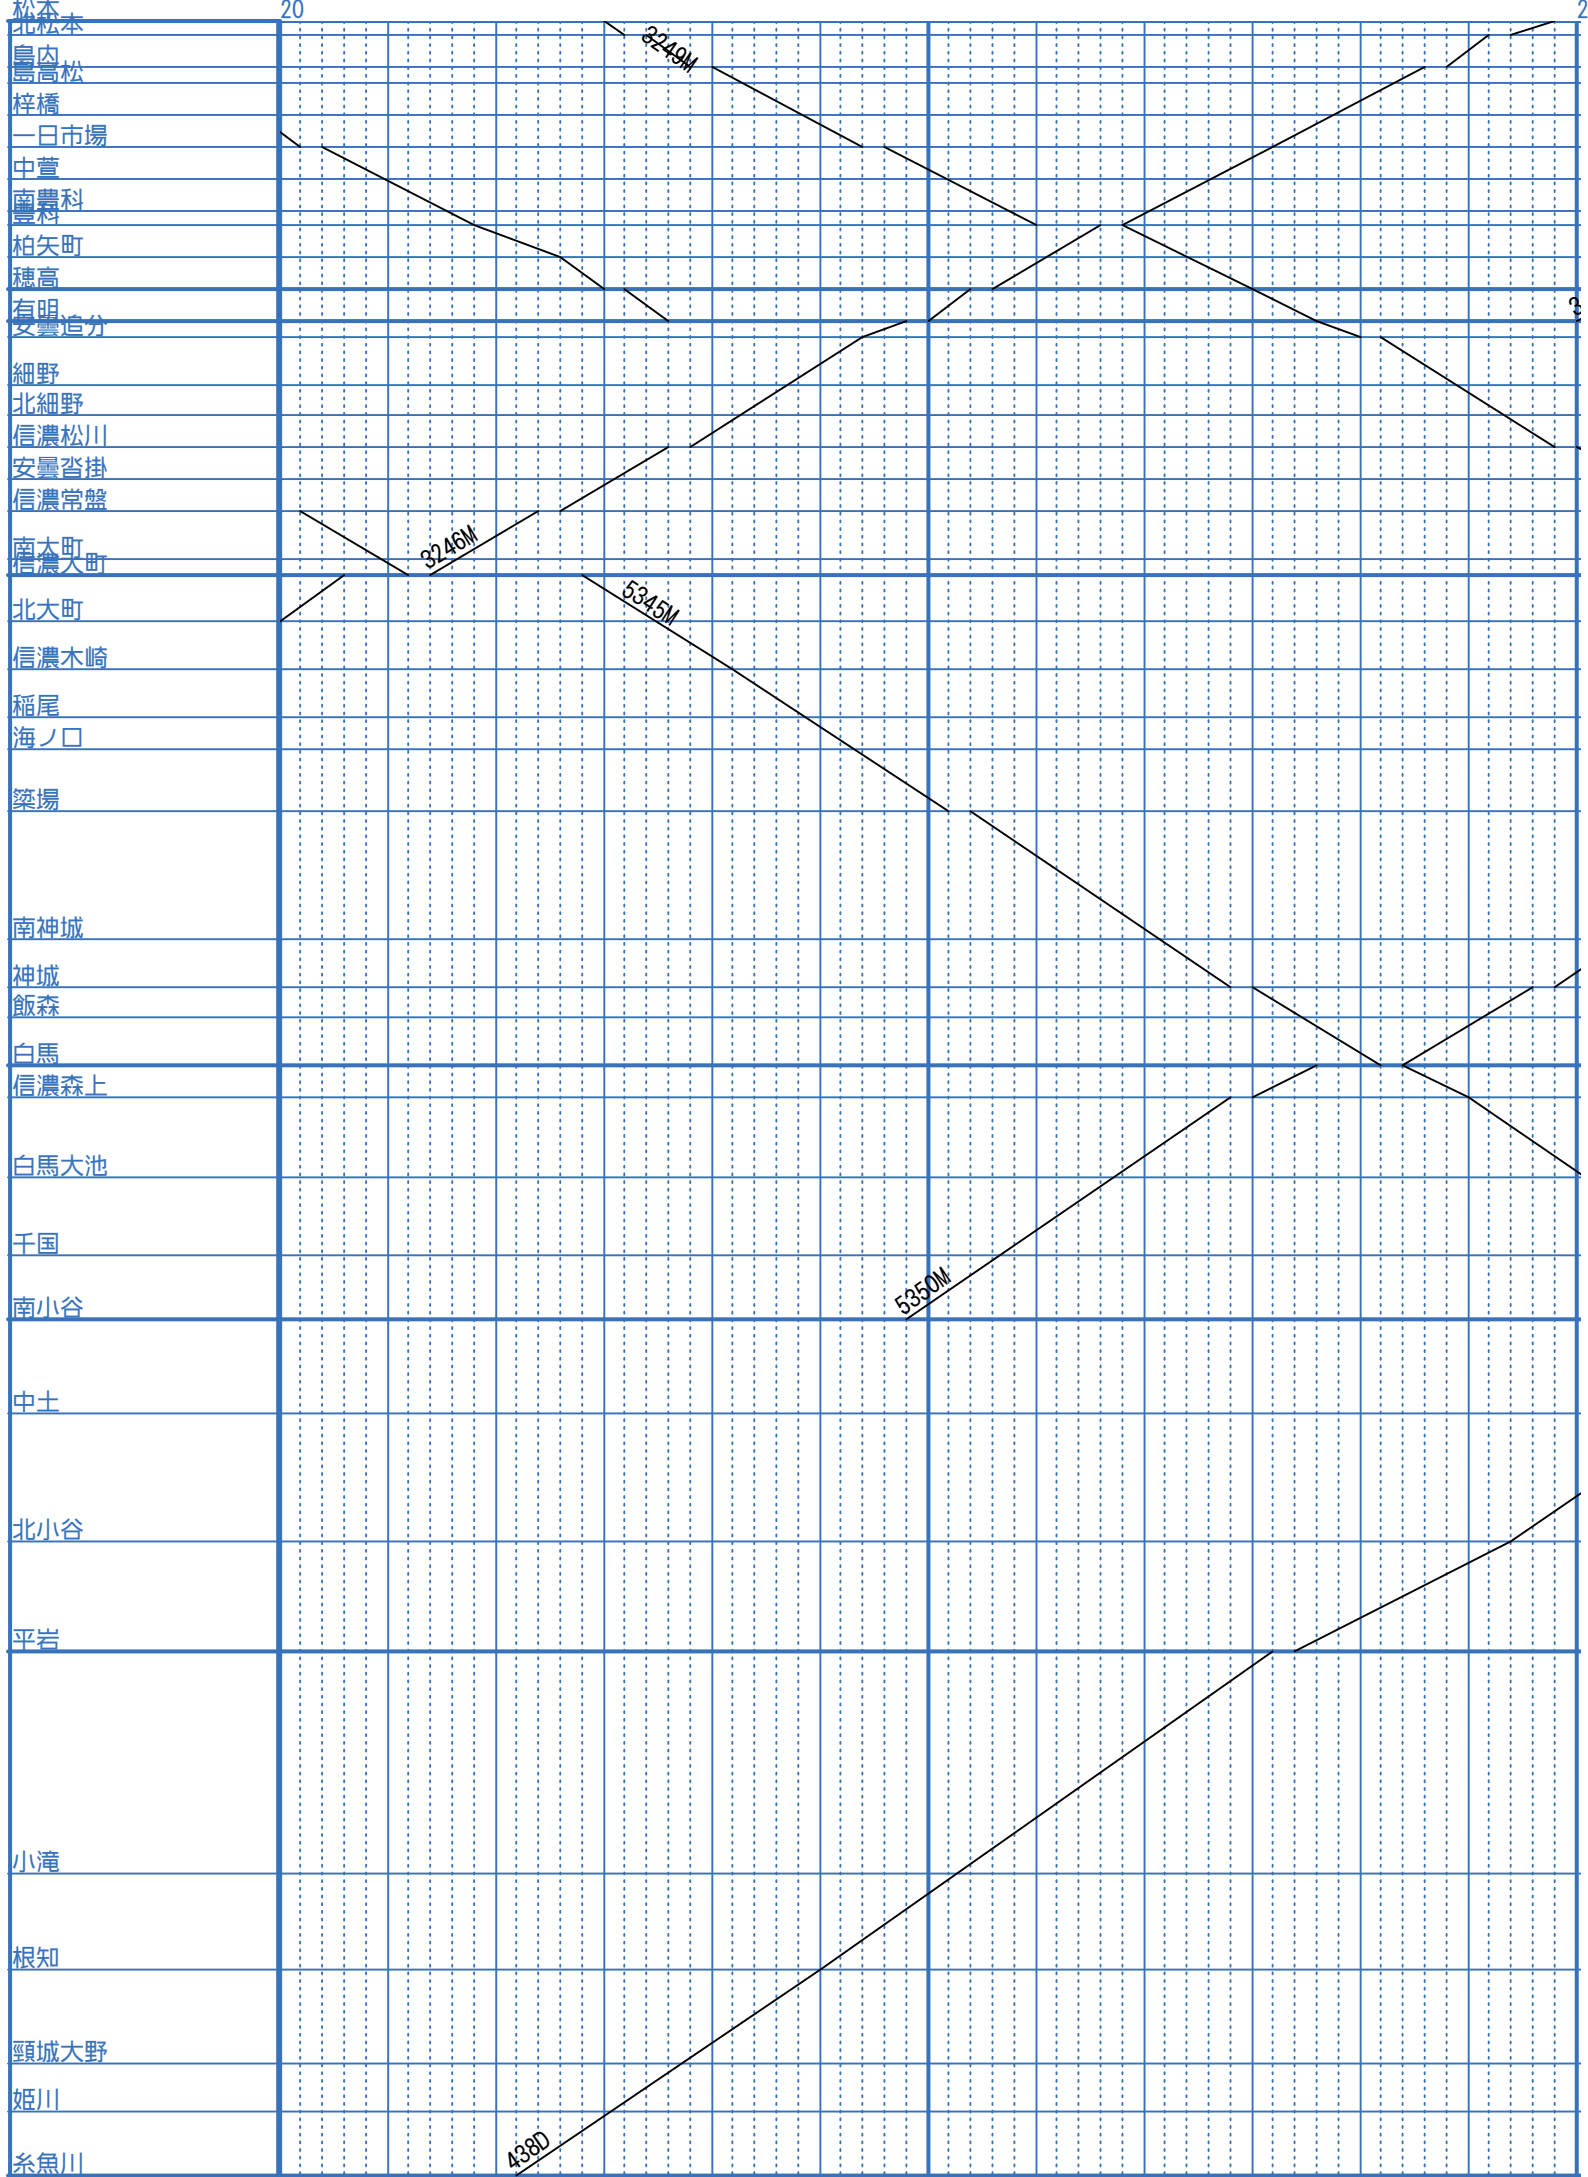 松本
20
2
北松本
3249M
島内
島高松
梓橋
一日市場
中萱
南豊科
豊科
柏矢町
穂高
有明
3
安曇追分
細野
北細野
信濃松川
安曇沓掛
信濃常盤
3246M
南大町
信濃大町
5345M
北大町
信濃木崎
稲尾
海ノ口
簗場
南神城
神城
飯森
白馬
信濃森上
白馬大池
千国
5350M
南小谷
中土
北小谷
平岩
小滝
根知
頸城大野
姫川
438D
糸魚川